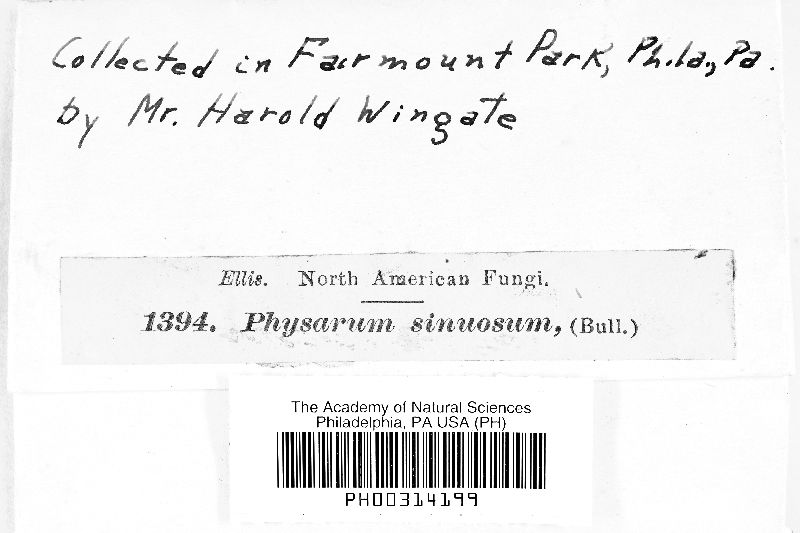 Collected in Fairmount Park, Phila., Pa.
by Mr. Harold Wingate
Ellis. North American Fungi.
1394. Physarum sinuosum, (Bull.)
The Academy of Natural Sciences
Philadelphia, PA USA (PH)
PH00314199